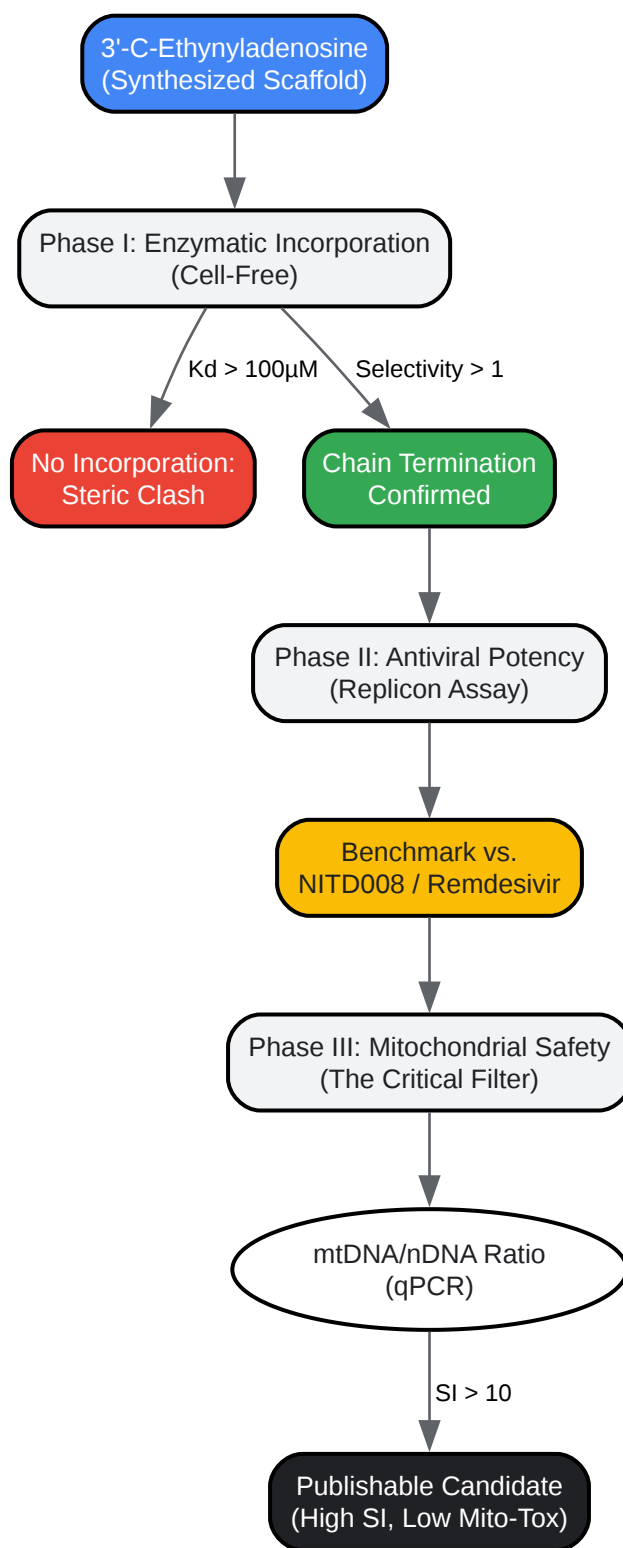 3'-C-Ethynyladenosine
(Synthesized Scaffold)
Phase I: Enzymatic Incorporation
(Cell-Free)
Kd > 100µM
Selectivity > 1
No Incorporation:
Steric Clash
Chain Termination
Confirmed
Phase II: Antiviral Potency
(Replicon Assay)
Benchmark vs.
NITD008 / Remdesivir
Phase III: Mitochondrial Safety
(The Critical Filter)
mtDNA/nDNA Ratio
(qPCR)
SI > 10
Publishable Candidate
(High SI, Low Mito-Tox)